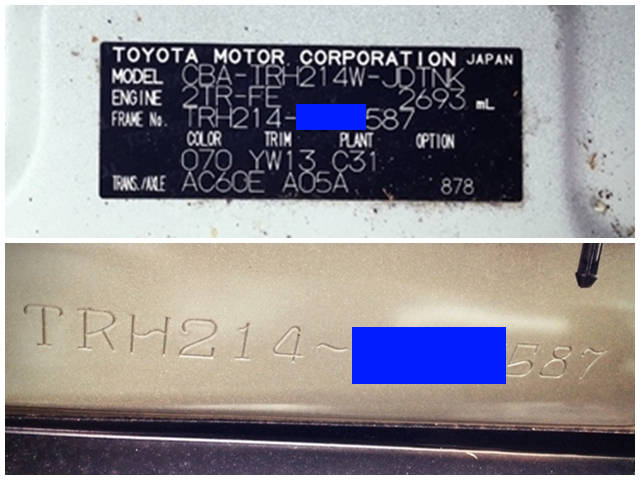 TOYOTA MOTOR CORPORATION JAPAN
MODEL CBA-TRH214W-JDTNK
ENGINE 2TR-FE 2693 mL
FRAME No. TRH214- 587
COLOR TRIM PLANT OPTION
070 YW13 C31
TRANS./AXLE AC60E A05A 878
TRH214~ 587